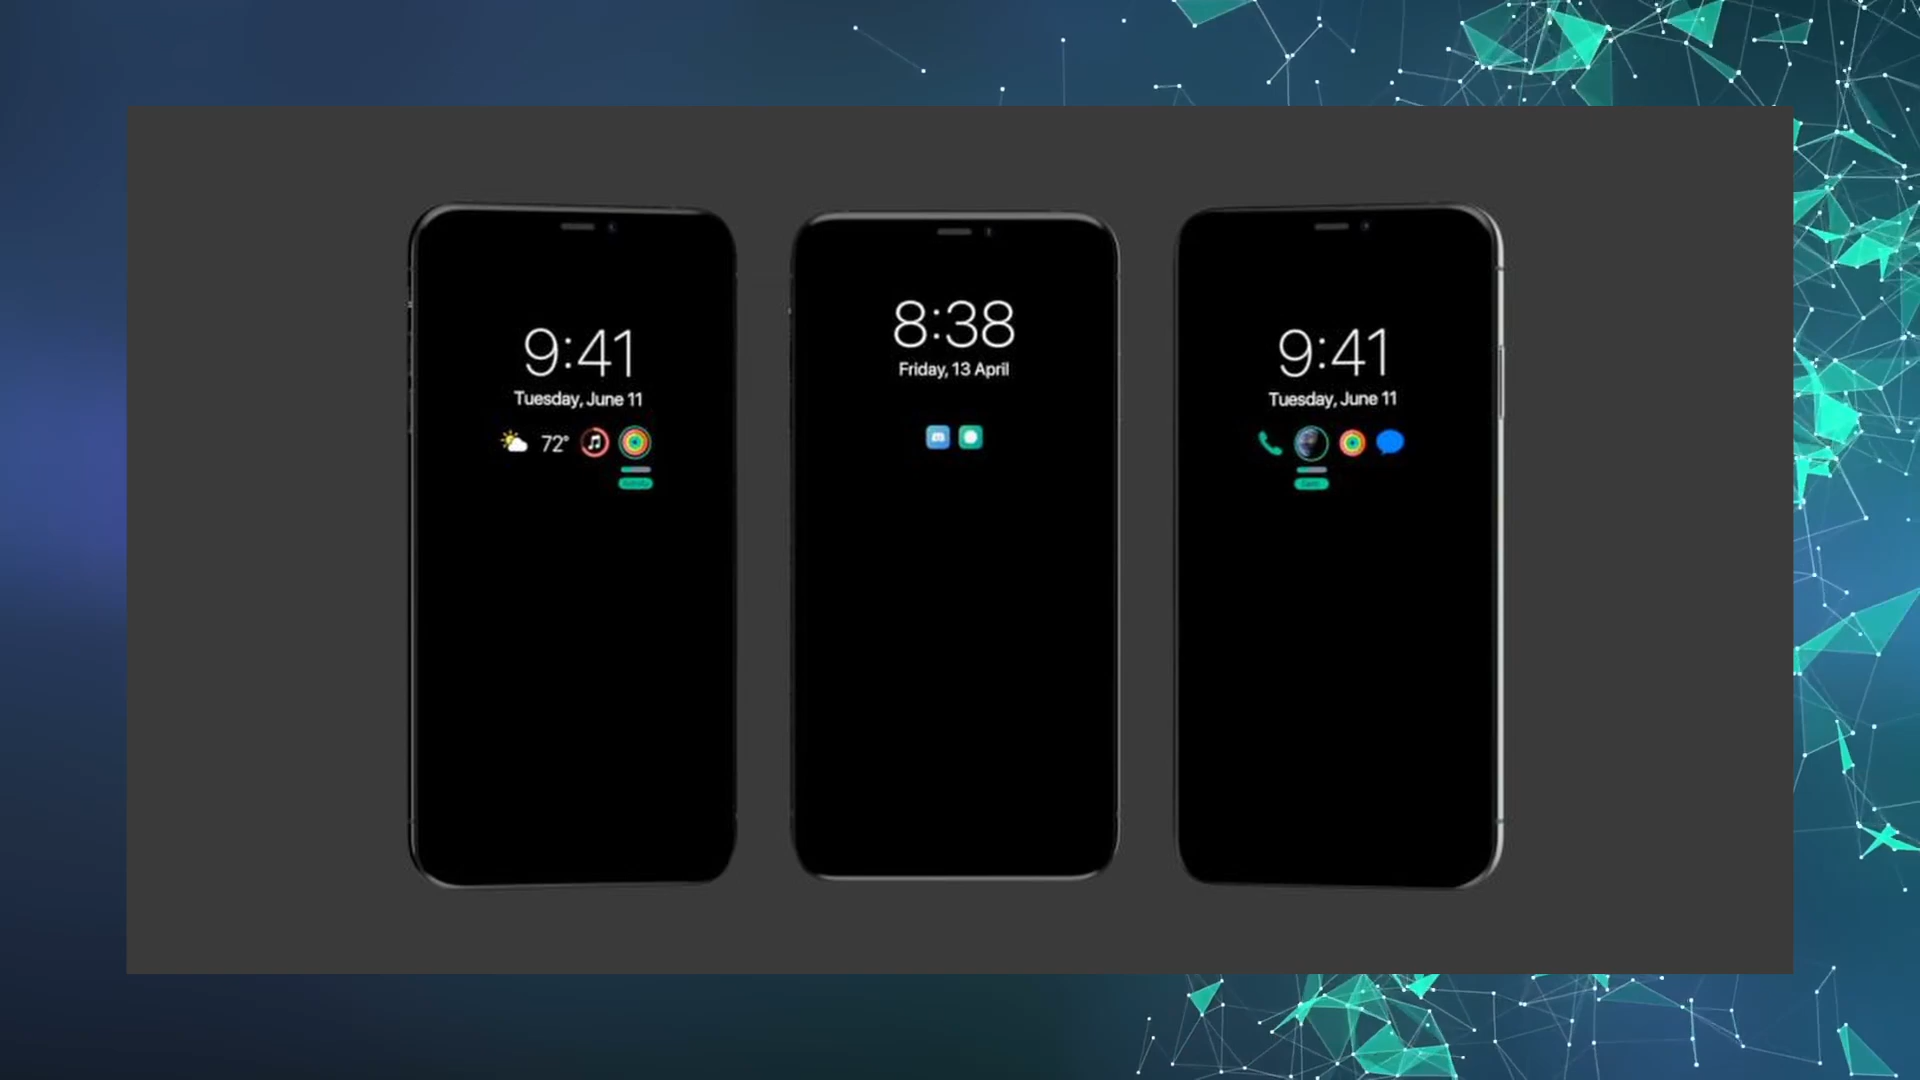 9:41
Tuesday, June 11
72°
8:38
Friday, 13 April
9:41
Tuesday, June 11